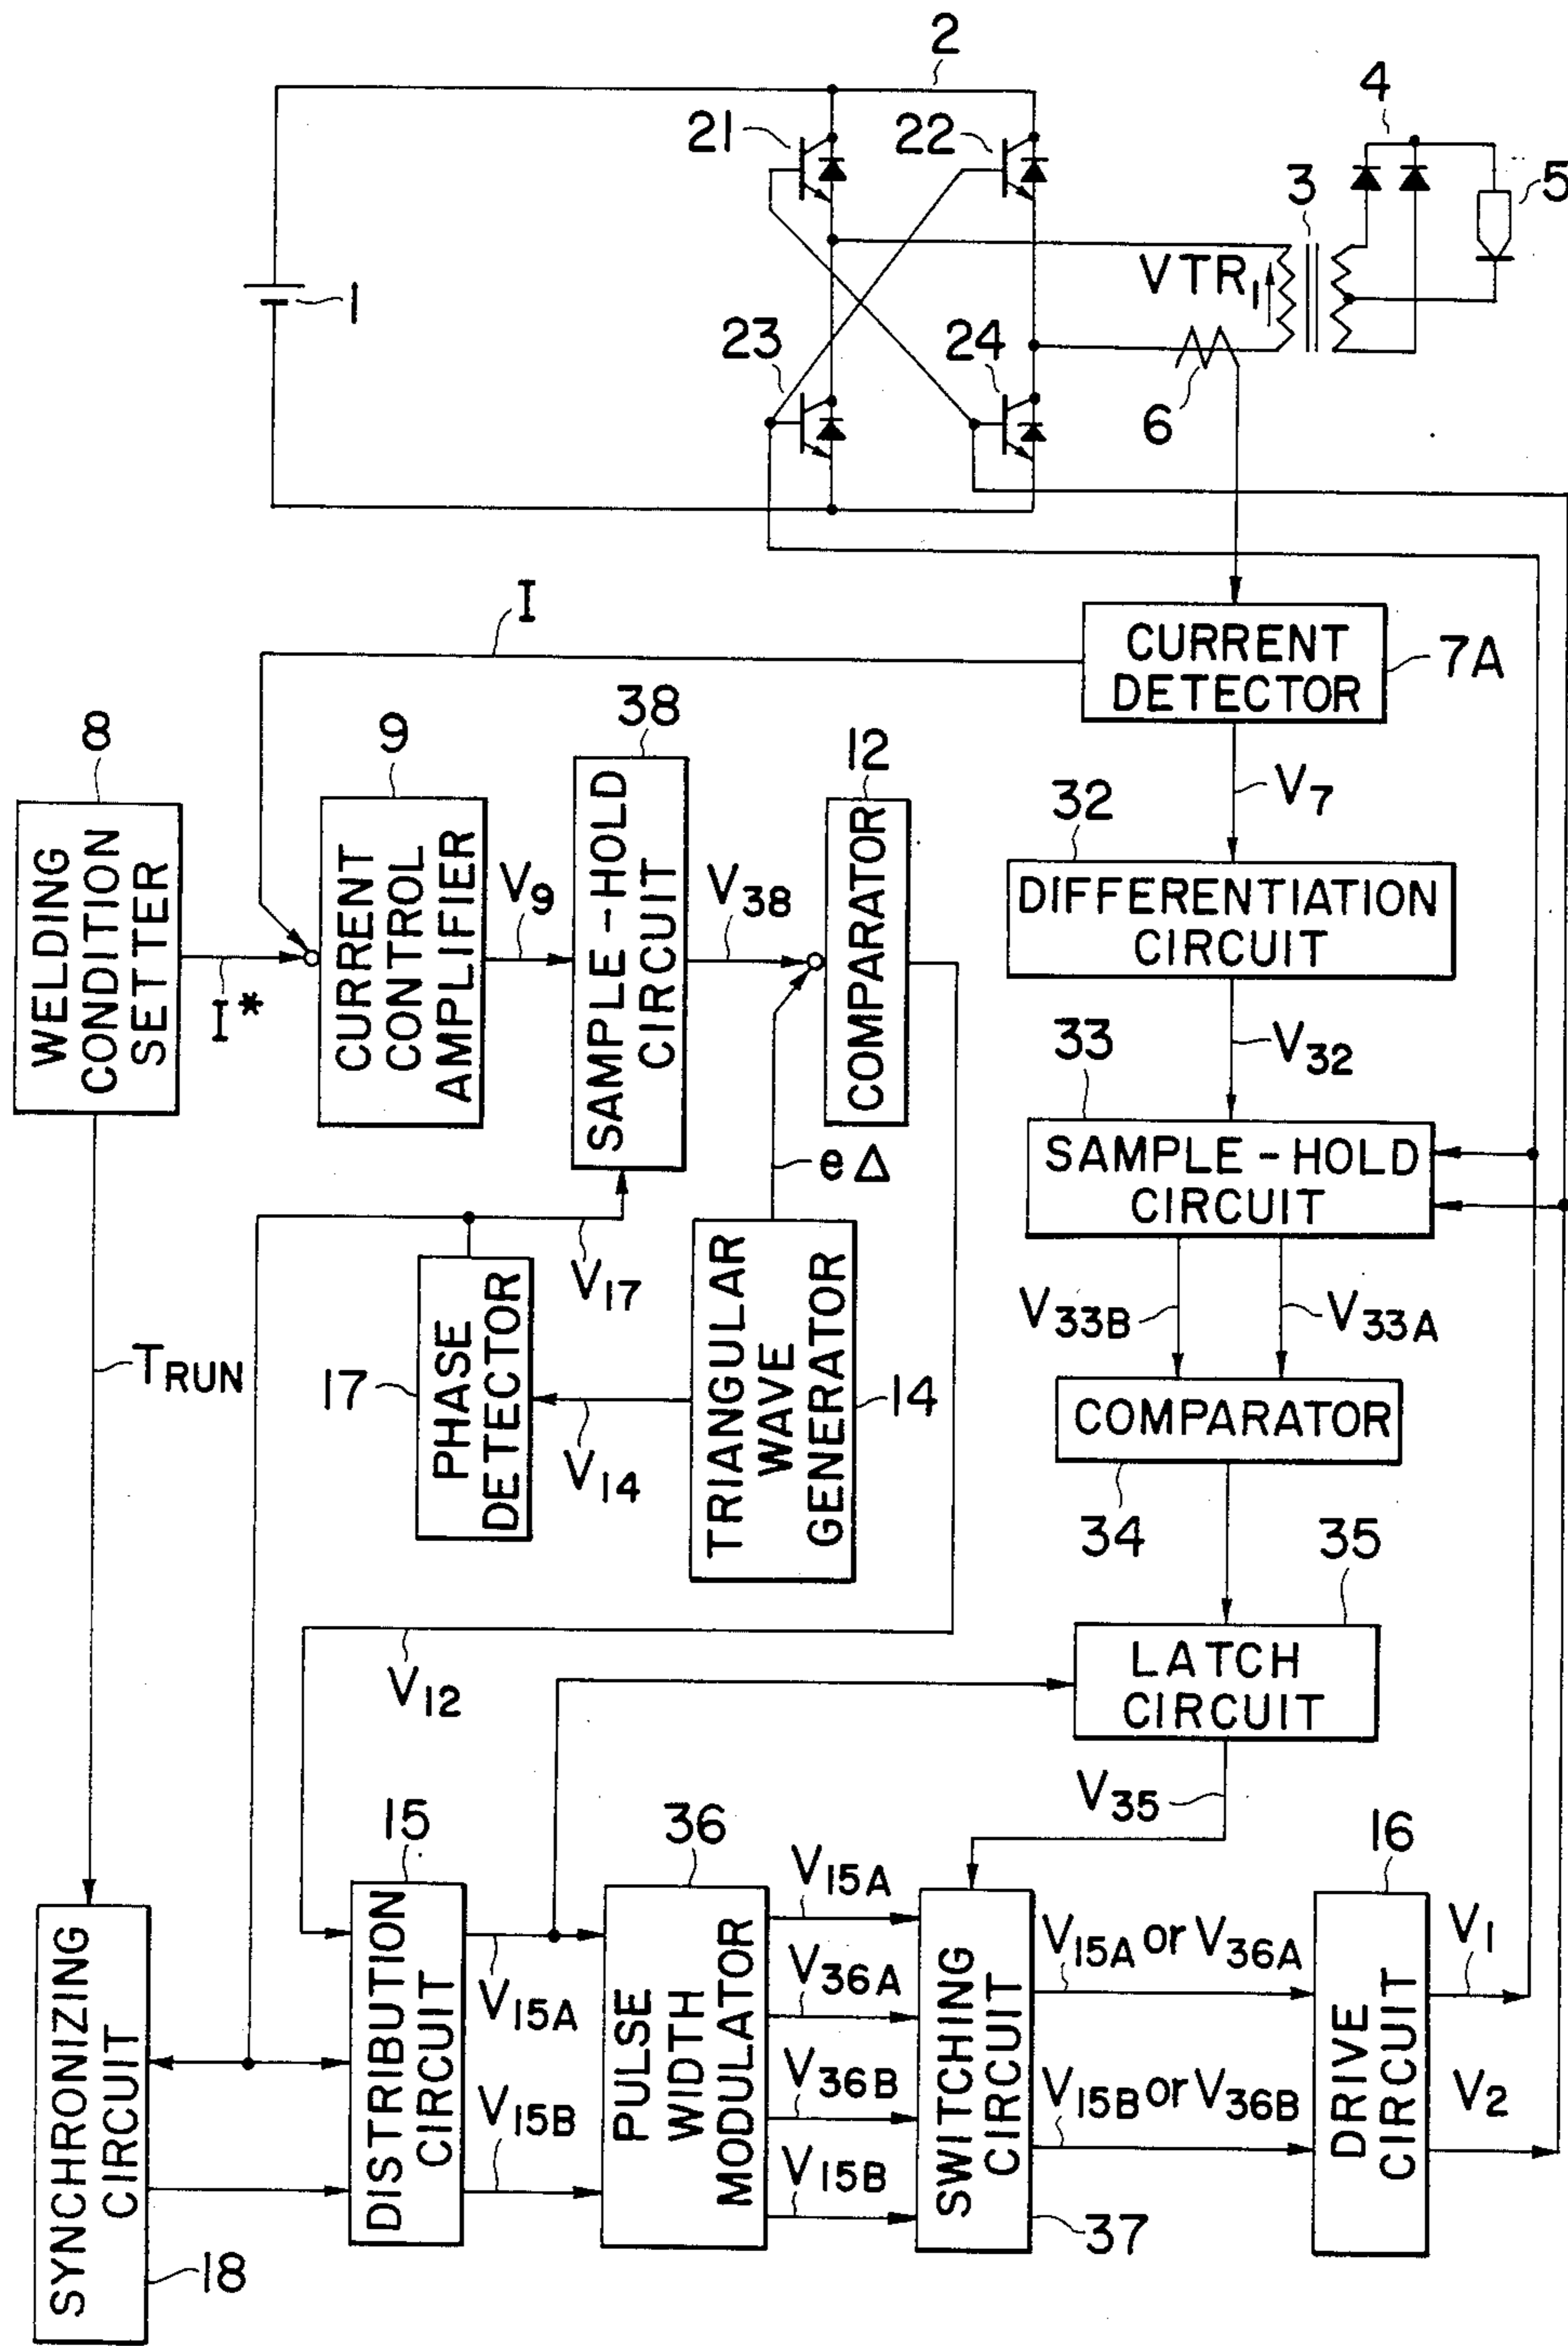 2
21
22
4
3
5
1
VTR1
23
24
6
I
CURRENT
DETECTOR
7A
8
9
38
12
V7
32
WELDING
CONDITION
SETTER
I*
CURRENT
CONTROL
AMPLIFIER
V9
SAMPLE-HOLD
CIRCUIT
V38
COMPARATOR
DIFFERENTIATION
CIRCUIT
V32
33
e∆
SAMPLE-HOLD
CIRCUIT
V17
V33B
V33A
TRUN
17
PHASE
DETECTOR
V14
TRIANGULAR
WAVE
GENERATOR
14
COMPARATOR
34
35
V12
LATCH
CIRCUIT
V35
15
36
16
SYNCHRONIZING
CIRCUIT
18
DISTRIBUTION
CIRCUIT
V15A
V15B
PULSE
WIDTH
MODULATOR
V15A
V36A
V36B
V15B
SWITCHING
CIRCUIT
37
V15A or V36A
V15B or V36B
DRIVE
CIRCUIT
V1
V2